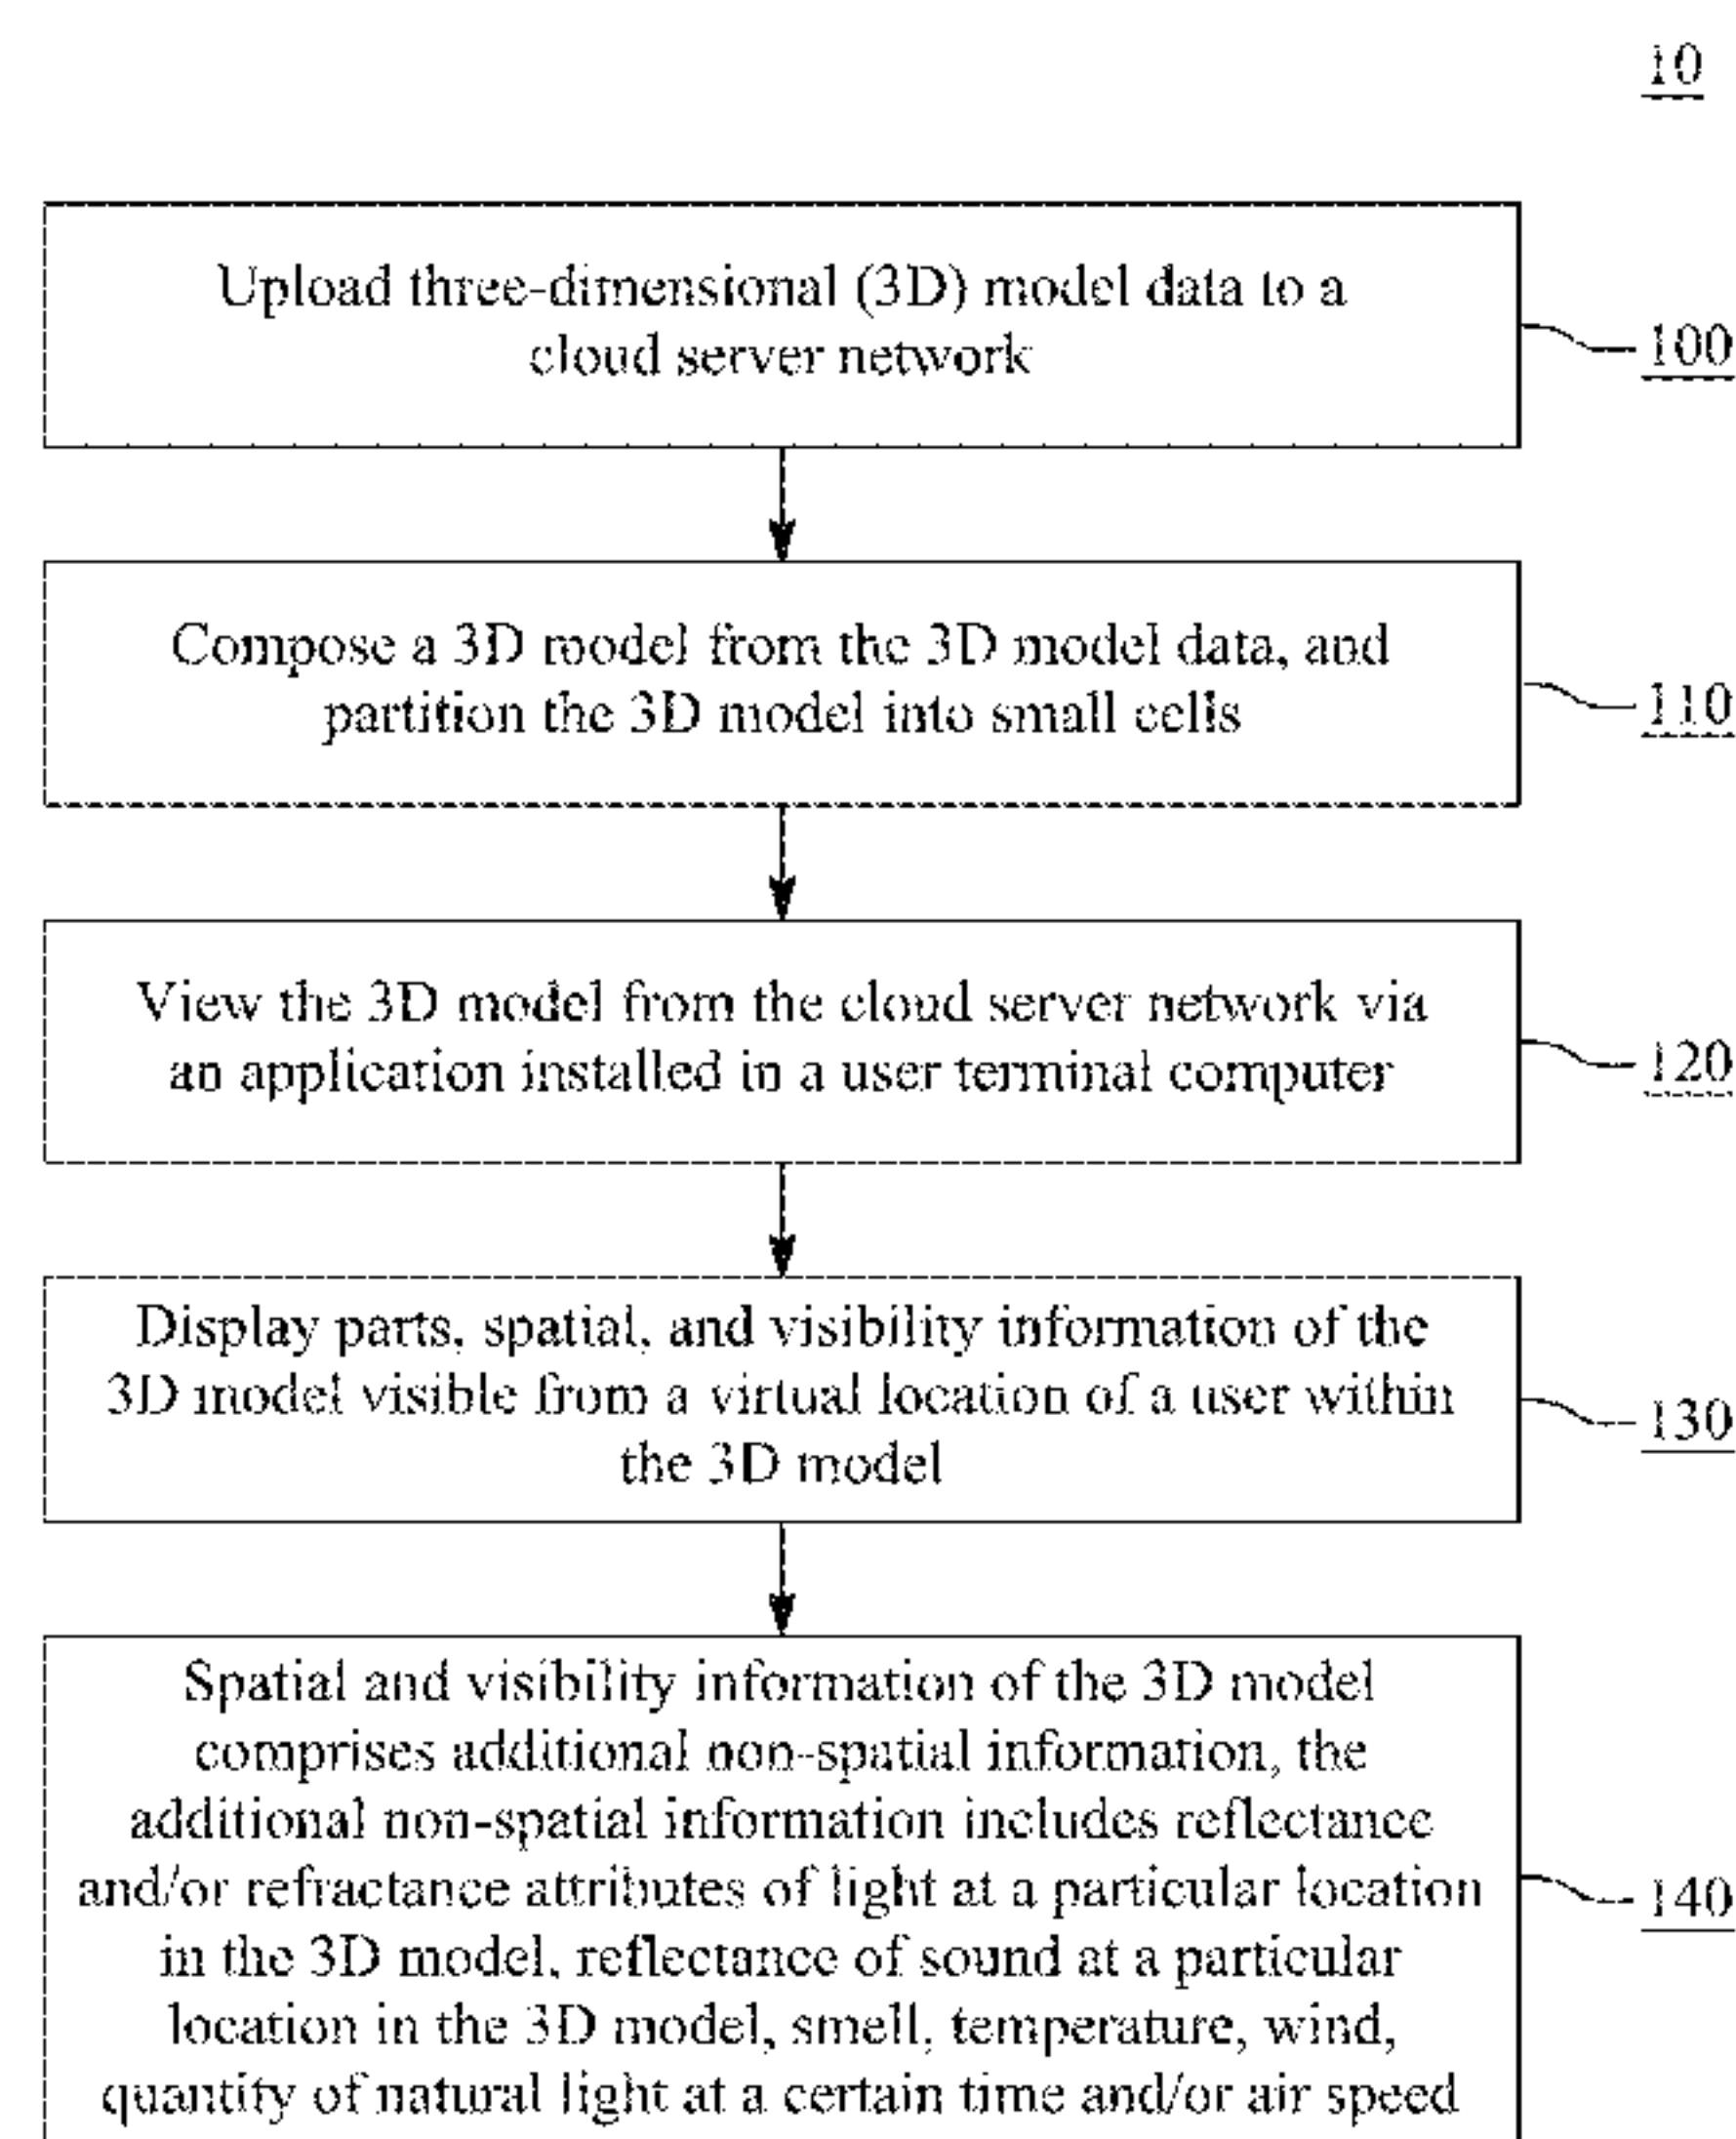 10
Upload three-dimensional (3D) model data to a
cloud server network
100
Compose a 3D model from the 3D model data, and
partition the 3D model into small cells
110
View the 3D model from the cloud server network via
an application installed in a user terminal computer
120
Display parts, spatial, and visibility information of the
3D model visible from a virtual location of a user within
the 3D model
130
Spatial and visibility information of the 3D model
comprises additional non-spatial information, the
additional non-spatial information includes reflectance
and/or refractance attributes of light at a particular location
in the 3D model, reflectance of sound at a particular
location in the 3D model, smell, temperature, wind,
quantity of natural light at a certain time and/or air speed
140